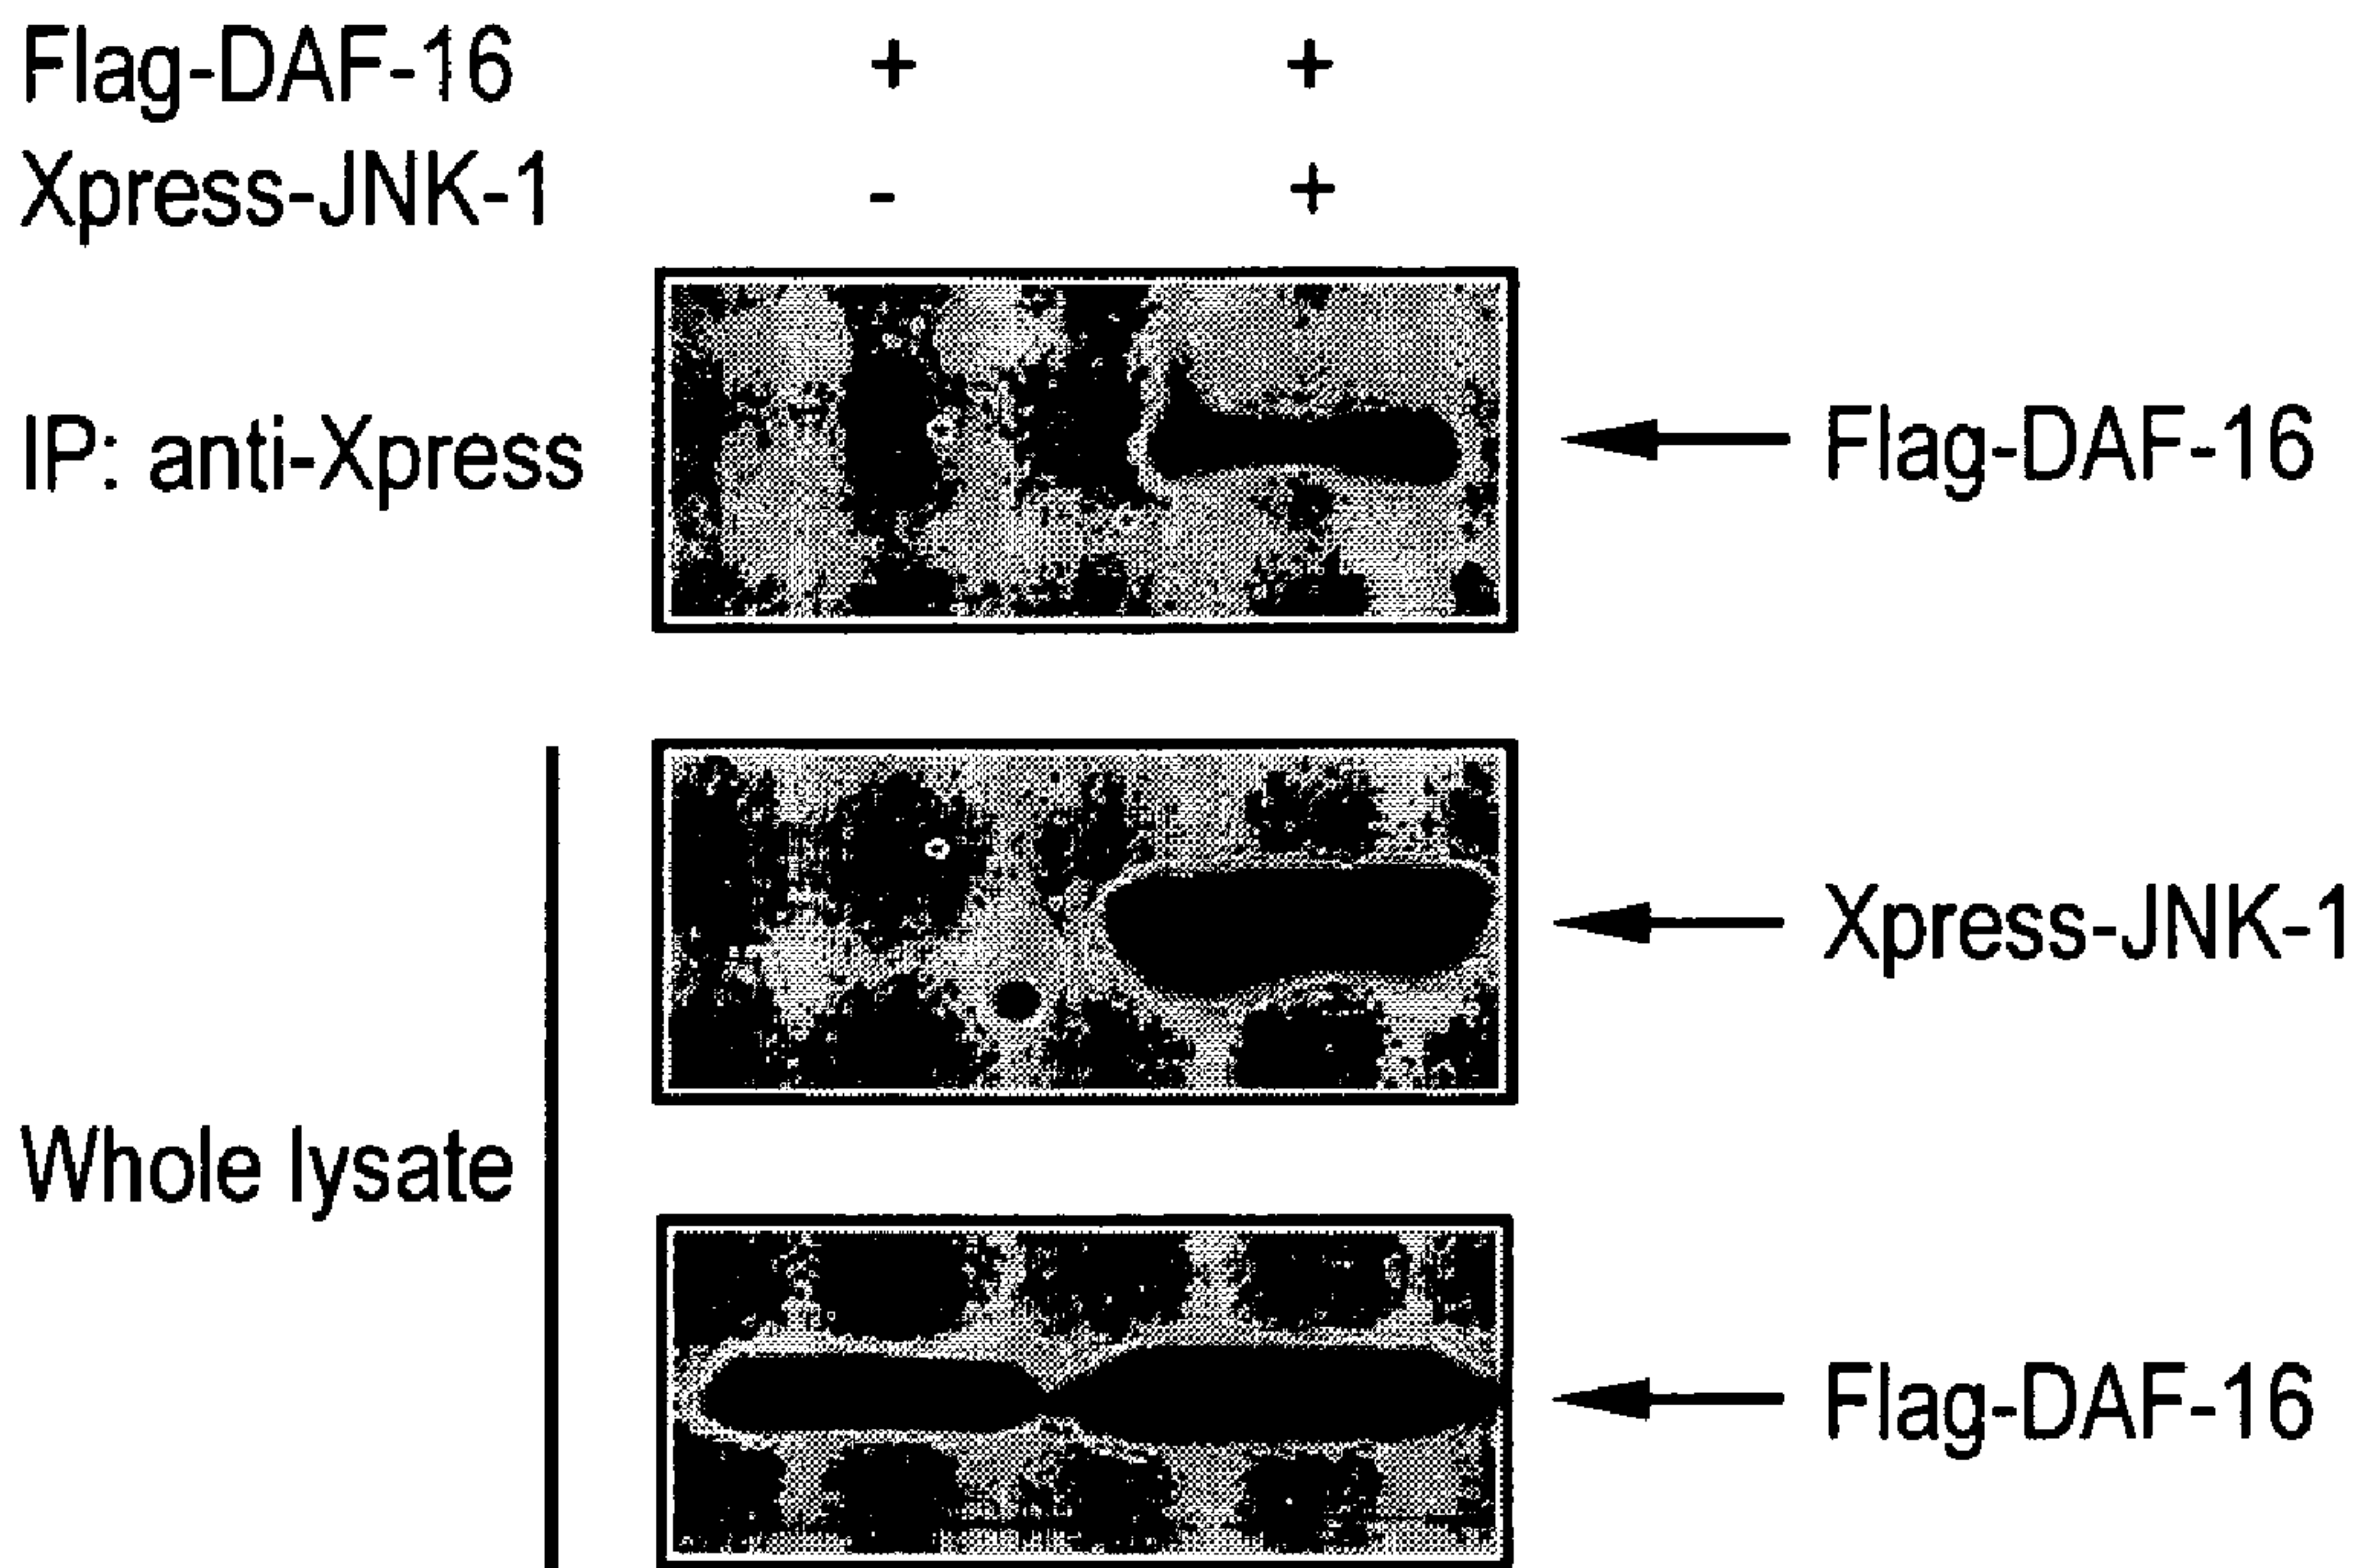 Flag-DAF-16 + +
Xpress-JNK-1 - +
IP: anti-Xpress Flag-DAF-16
Xpress-JNK-1
Whole lysate
Flag-DAF-16